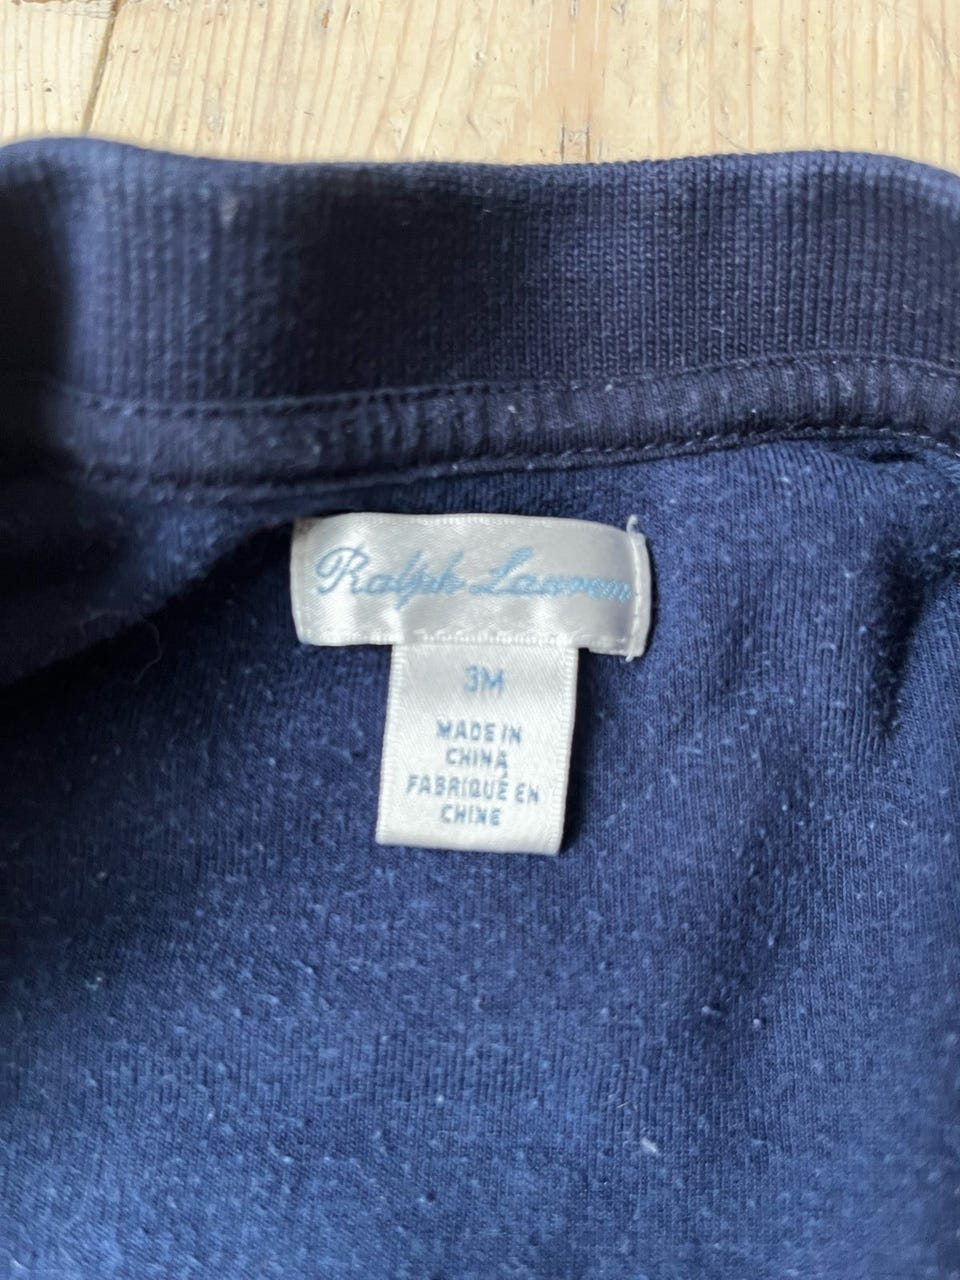 Ralph Lauren
3M
MADE IN
CHINA
FABRIQUÉ EN
CHINE